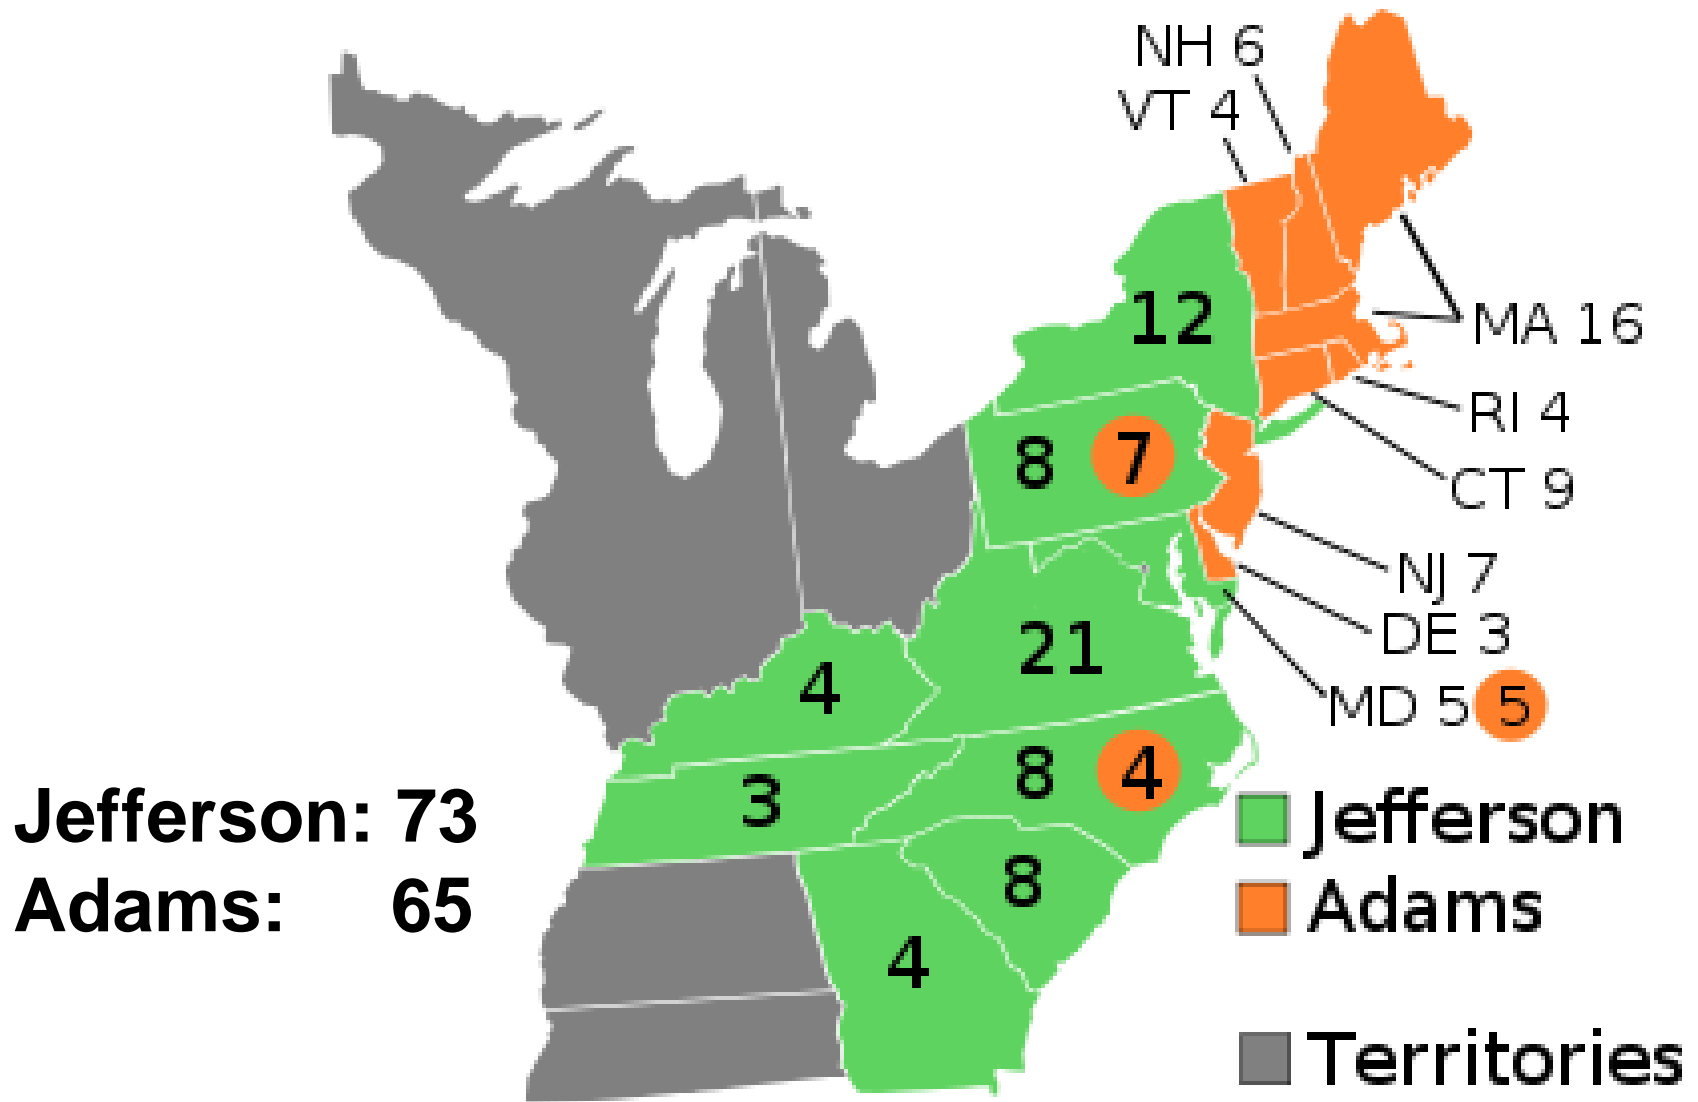 NH 6
VT 4
12
MA 16
RI 4
8 7
CT 9
NJ 7
DE 3
21
4
MD 5 5
8 4
3
Jefferson: 73
Adams: 65
8
4
Jefferson
Adams
Territories